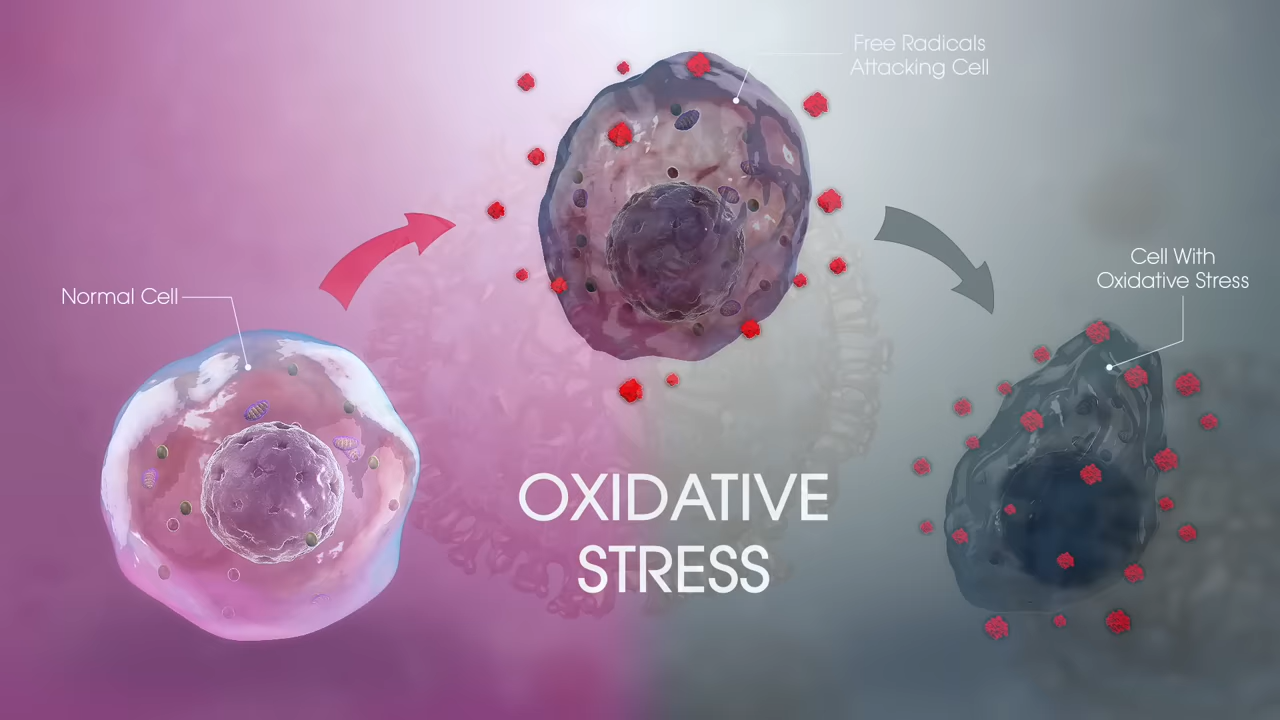 Free Radicals
Attacking Cell
Normal Cell
Cell With
Oxidative Stress
OXIDATIVE
STRESS